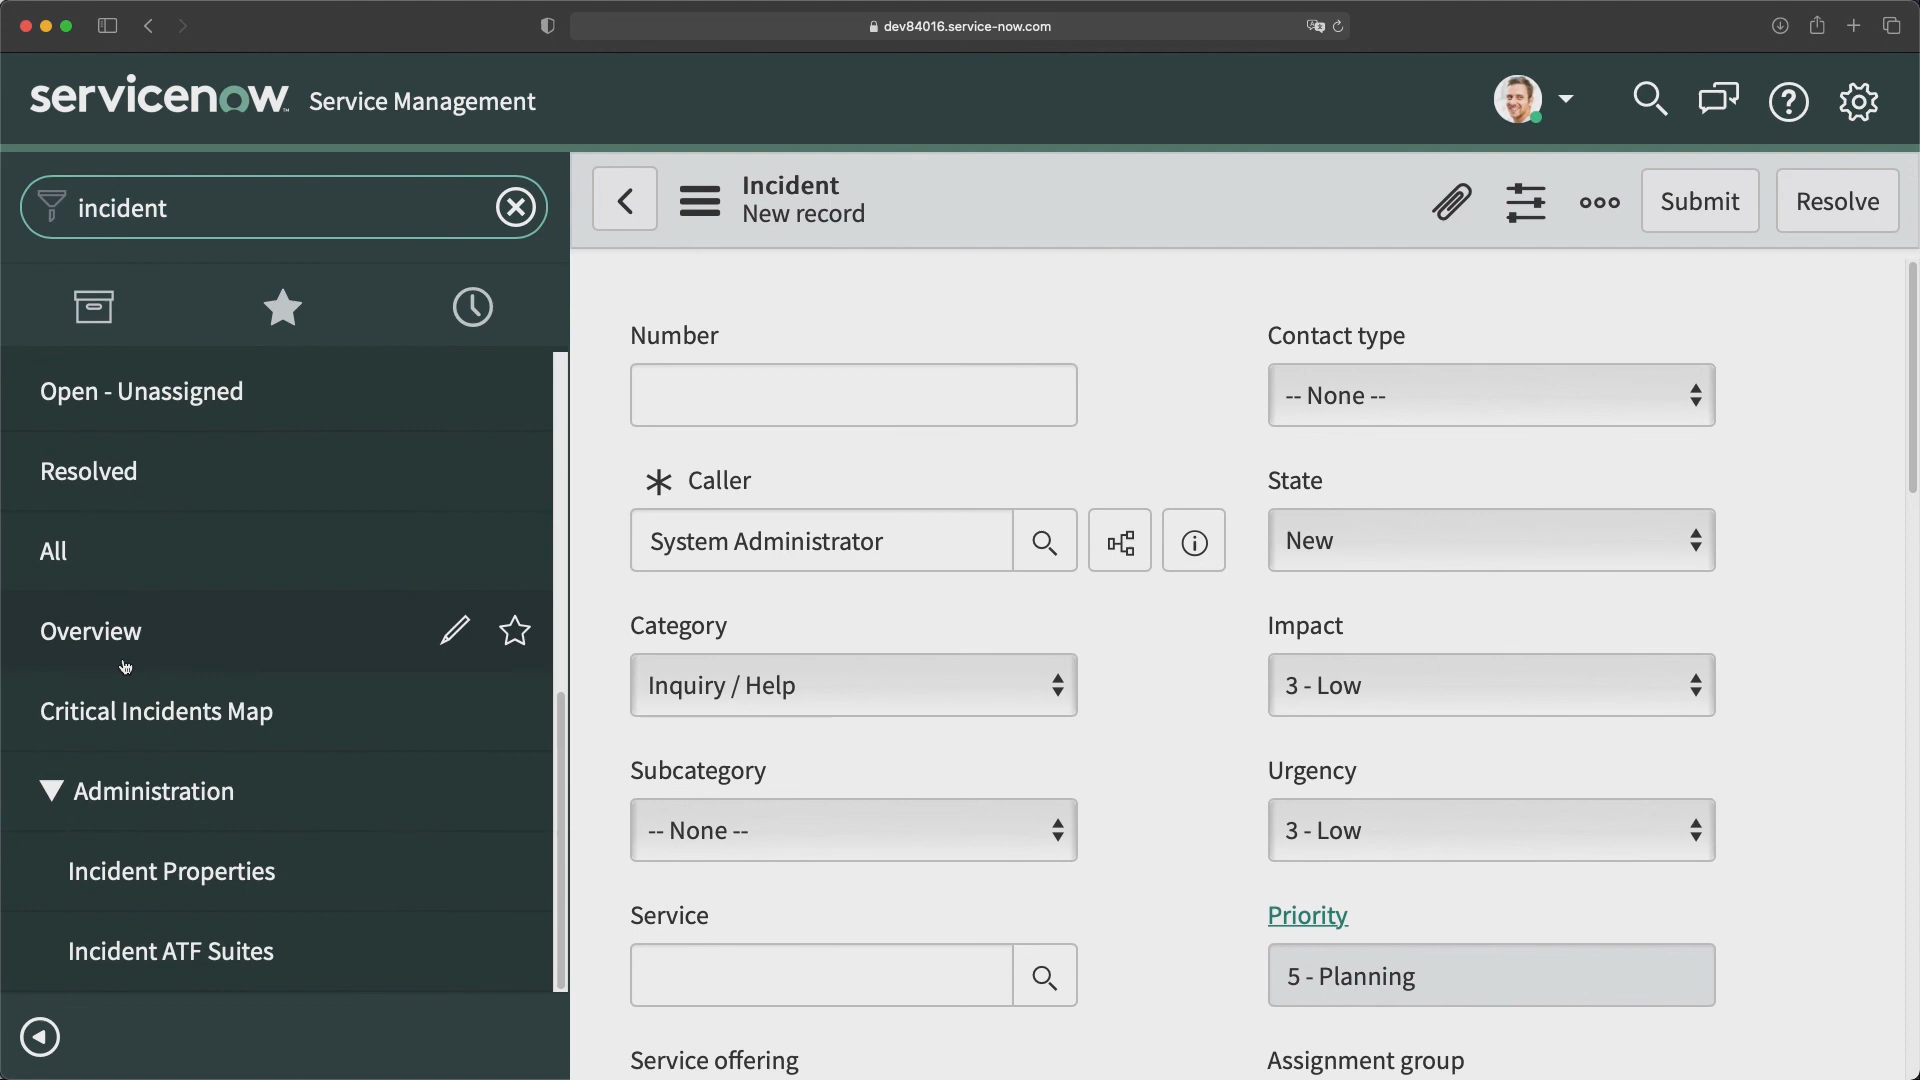 dev84016.service-now.com
servicenow Service Management
incident
Incident
New record
Submit
Resolve
Open - Unassigned
Resolved
All
Overview
Critical Incidents Map
Administration
Incident Properties
Incident ATF Suites
Number
Contact type
-- None --
Caller
System Administrator
State
New
Category
Inquiry / Help
Impact
3 - Low
Subcategory
-- None --
Urgency
3 - Low
Service
Priority
5 - Planning
Service offering
Assignment group